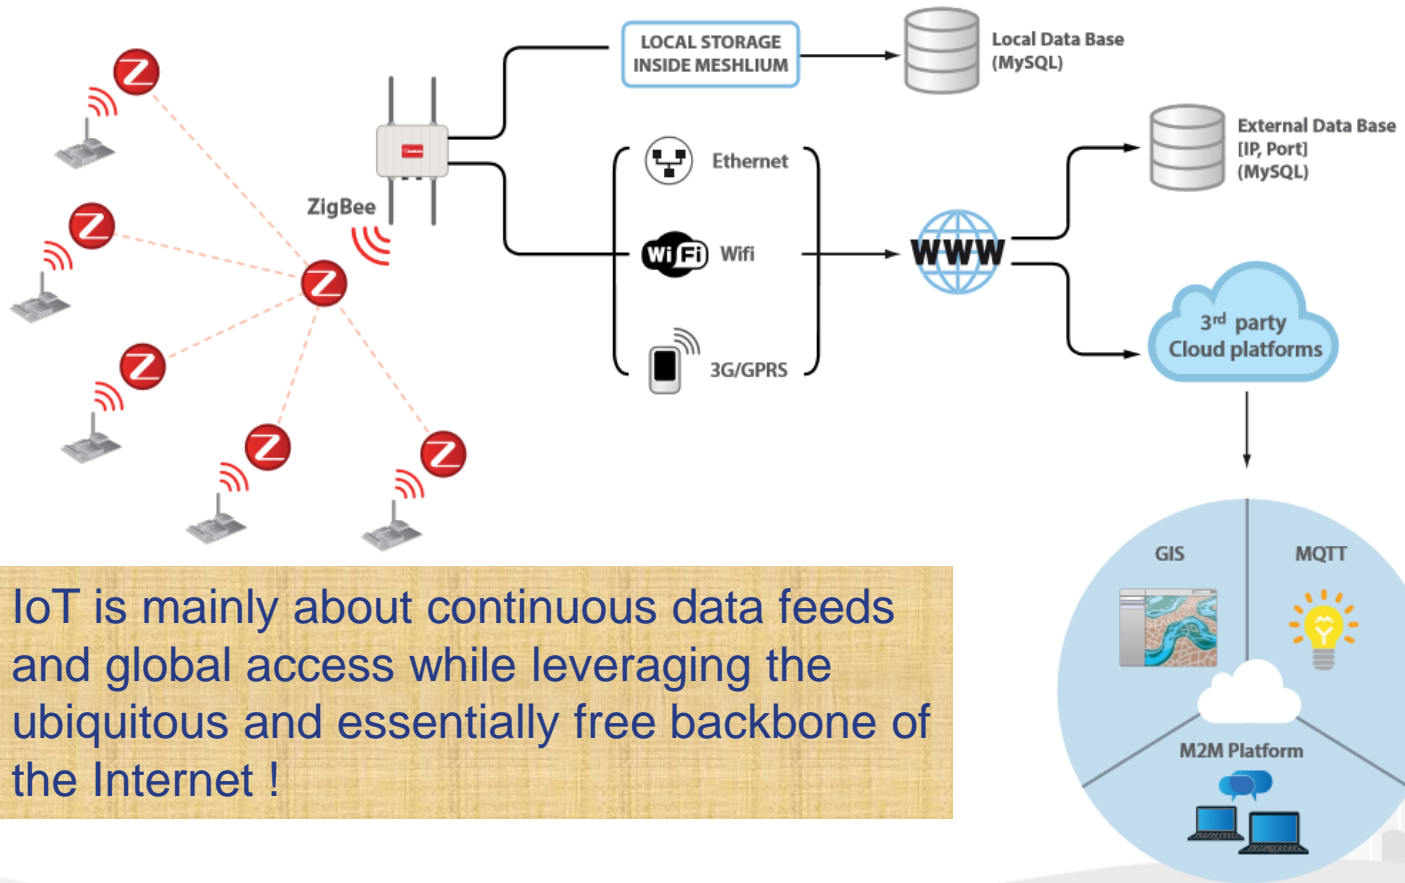 LOCAL STORAGE
INSIDE MESHLIUM
Local Data Base
(MySQL)
External Data Base
[IP, Port]
(MySQL)
Ethernet
ZigBee
WiFi
Wifi
WWW
3G/GPRS
3rd party
Cloud platforms
Z
Z
Z
Z
Z
Z
GIS
MQTT
M2M Platform
IoT is mainly about continuous data feeds
and global access while leveraging the
ubiquitous and essentially free backbone of
the Internet !